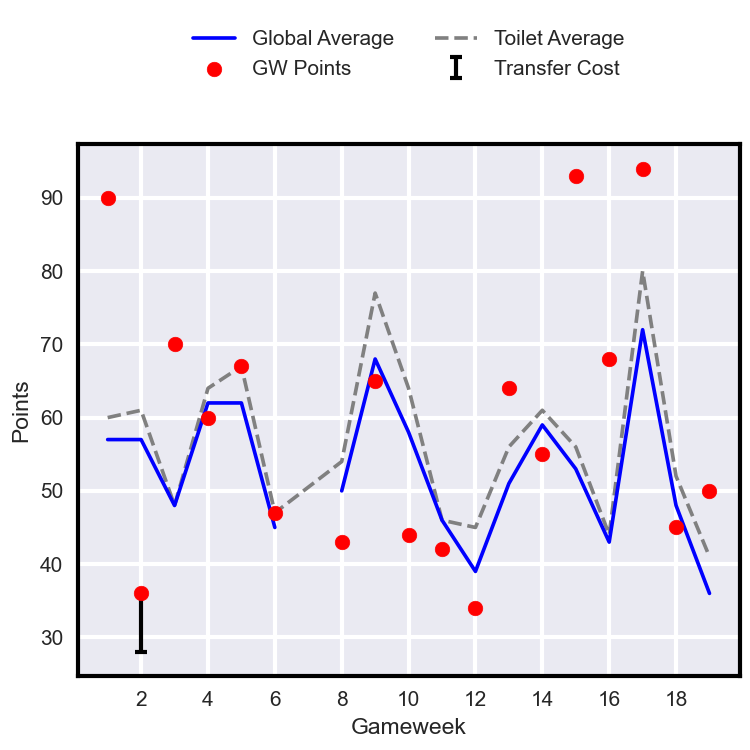 Global Average
Toilet Average
GW Points
Transfer Cost
90
80
70
60
50
40
30
Points
2 4 6 8 10 12 14 16 18
Gameweek